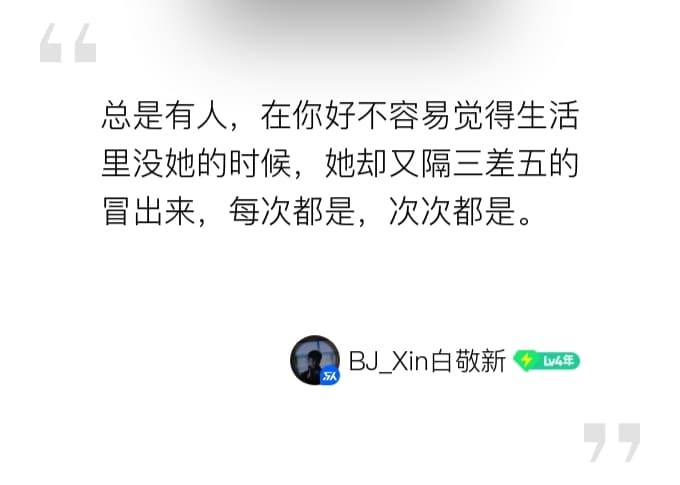 总是有人，在你好不容易觉得生活
里没她的时候，她却又隔三差五的
冒出来，每次都是，次次都是。
BJ_Xin白敬新 Lv4年